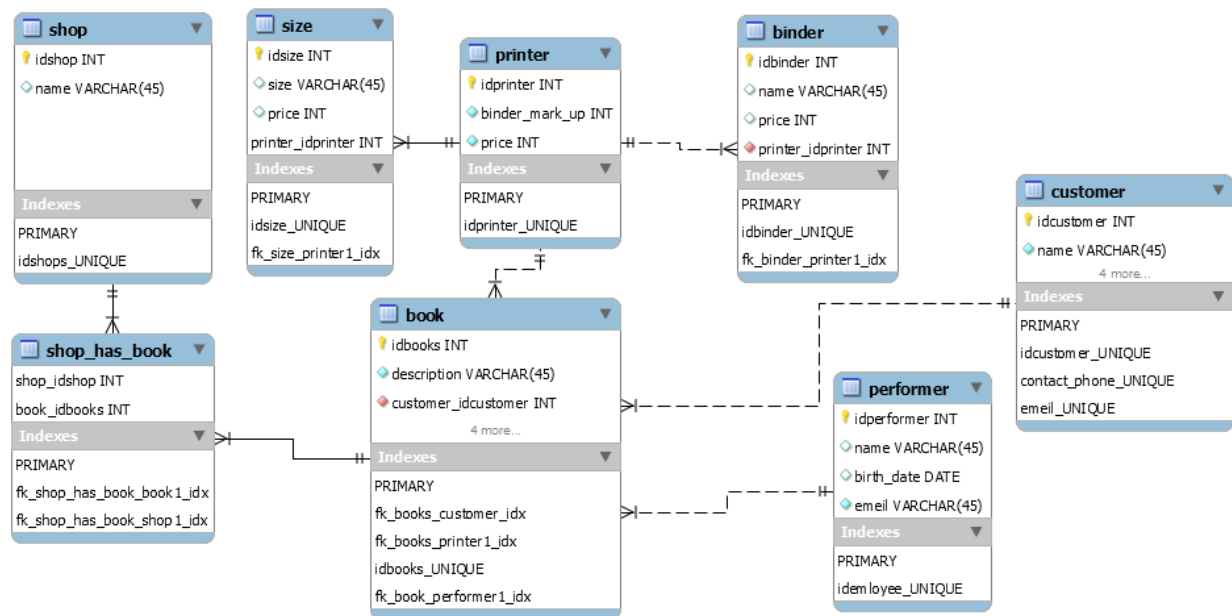 shop
idshop INT
name VARCHAR(45)
Indexes
PRIMARY
idshops_UNIQUE
size
idsize INT
size VARCHAR(45)
price INT
printer_idprinter INT
Indexes
PRIMARY
idsize_UNIQUE
fk_size_printer1_idx
printer
idprinter INT
binder_mark_up INT
price INT
Indexes
PRIMARY
idprinter_UNIQUE
binder
idbinder INT
name VARCHAR(45)
price INT
printer_idprinter INT
Indexes
PRIMARY
idbinder_UNIQUE
fk_binder_printer1_idx
customer
idcustomer INT
name VARCHAR(45)
4 more...
Indexes
PRIMARY
idcustomer_UNIQUE
contact_phone_UNIQUE
emeil_UNIQUE
shop_has_book
shop_idshop INT
book_idbooks INT
Indexes
PRIMARY
fk_shop_has_book_book1_idx
fk_shop_has_book_shop1_idx
book
idbooks INT
description VARCHAR(45)
customer_idcustomer INT
4 more...
Indexes
PRIMARY
fk_books_customer_idx
fk_books_printer1_idx
idbooks_UNIQUE
fk_book_performer1_idx
performer
idperformer INT
name VARCHAR(45)
birth_date DATE
emeil VARCHAR(45)
Indexes
PRIMARY
idemloyee_UNIQUE